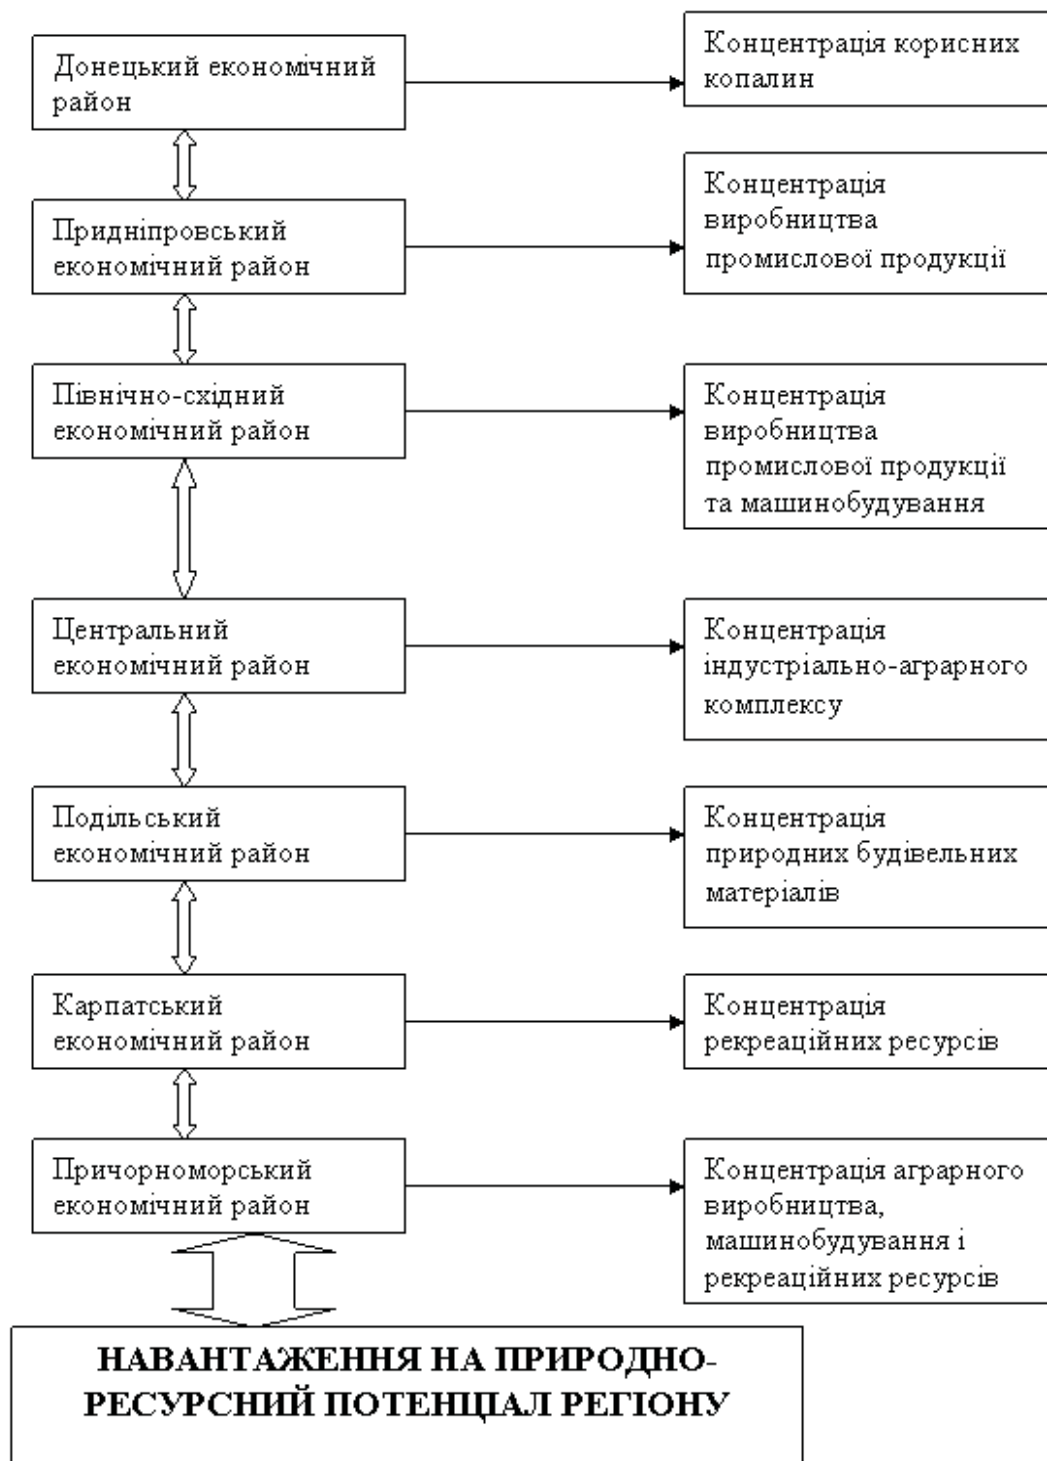 Донецький економічний
район
Концентрація корисних
копалин
Придніпровський
економічний район
Концентрація
виробництва
промислової продукції
Північно-східний
економічний район
Концентрація
виробництва
промислової продукції
та машинобудування
Центральний
економічний район
Концентрація
індустріально-аграрного
комплексу
Подільський
економічний район
Концентрація
природних будівельних
матеріалів
Карпатський
економічний район
Концентрація
рекреаційних ресурсів
Причорноморський
економічний район
Концентрація аграрного
виробництва,
машинобудування і
рекреаційних ресурсів
НАВАНТАЖЕННЯ НА ПРИРОДНО-
РЕСУРСНИЙ ПОТЕНЦІАЛ РЕГІОНУ